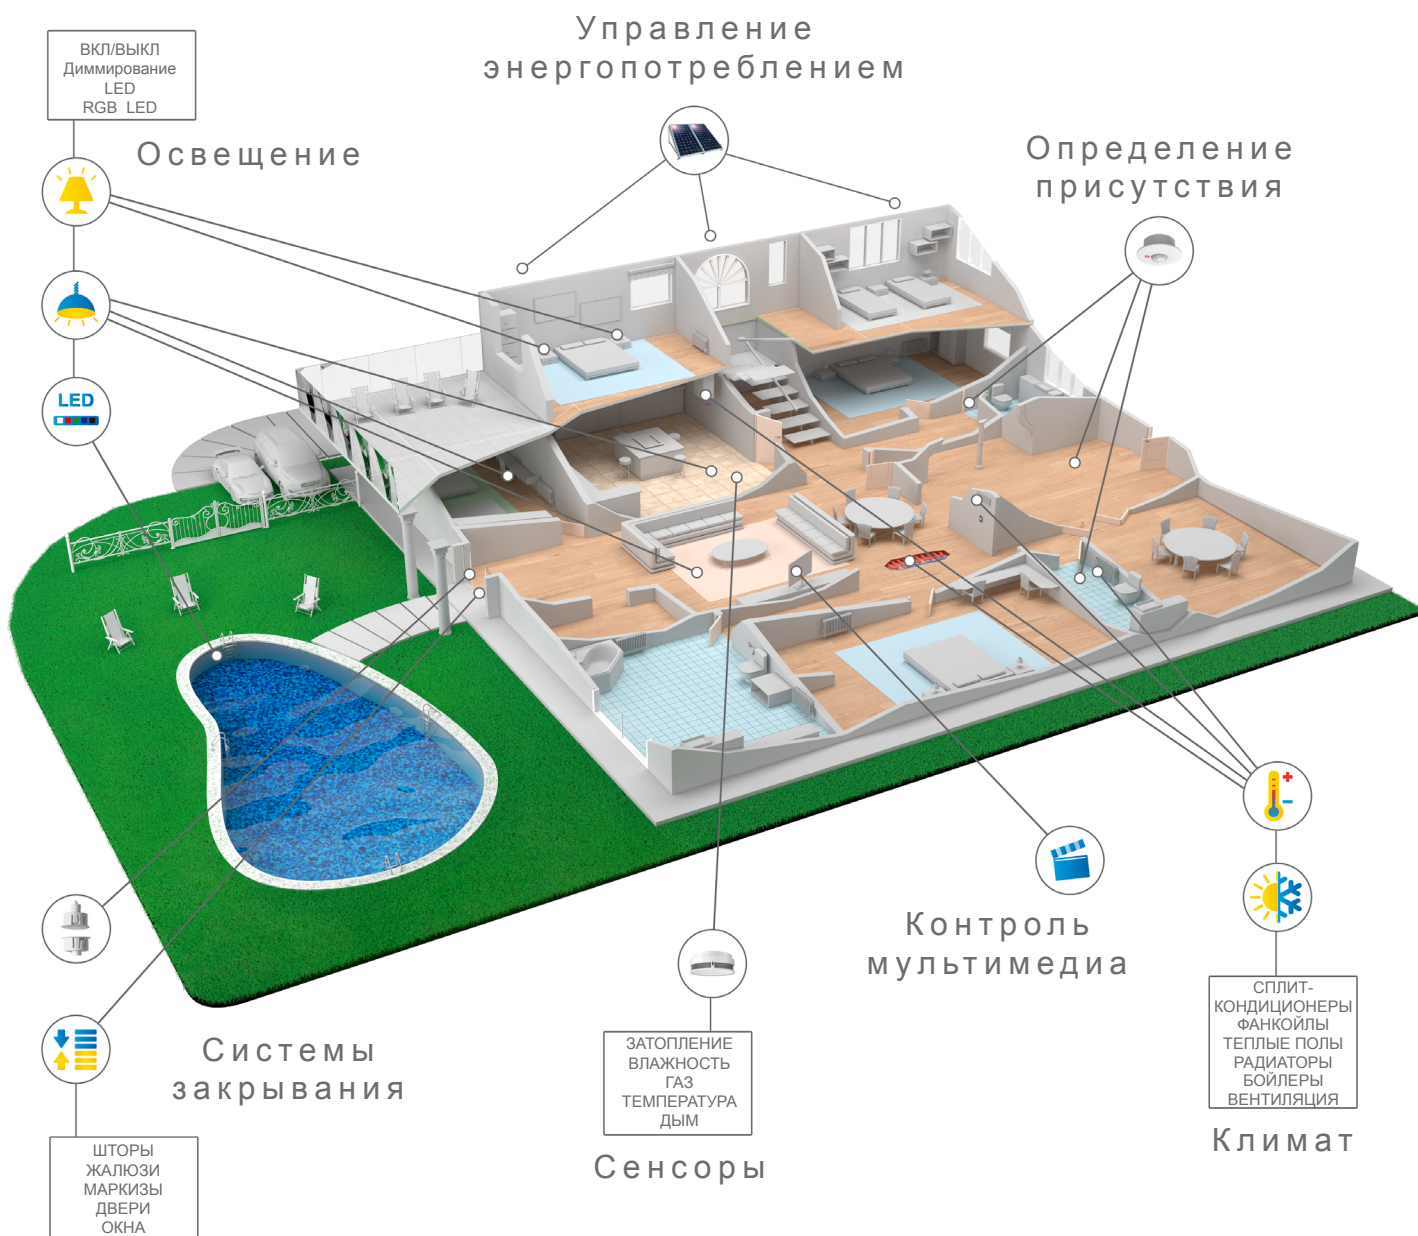 Управление
энергопотреблением
ВКЛ/ВЫКЛ
Диммирование
LED
RGB LED
Освещение
Определение
присутствия
LED
Контроль
мультимедиа
Системы
закрывания
ШТОРЫ
ЖАЛЮЗИ
МАРКИЗЫ
ДВЕРИ
ОКНА
ЗАТОПЛЕНИЕ
ВЛАЖНОСТЬ
ГАЗ
ТЕМПЕРАТУРА
ДЫМ
Сенсоры
СПЛИТ-
КОНДИЦИОНЕРЫ
ФАНКОЙЛЫ
ТЕПЛЫЕ ПОЛЫ
РАДИАТОРЫ
БОЙЛЕРЫ
ВЕНТИЛЯЦИЯ
Климат